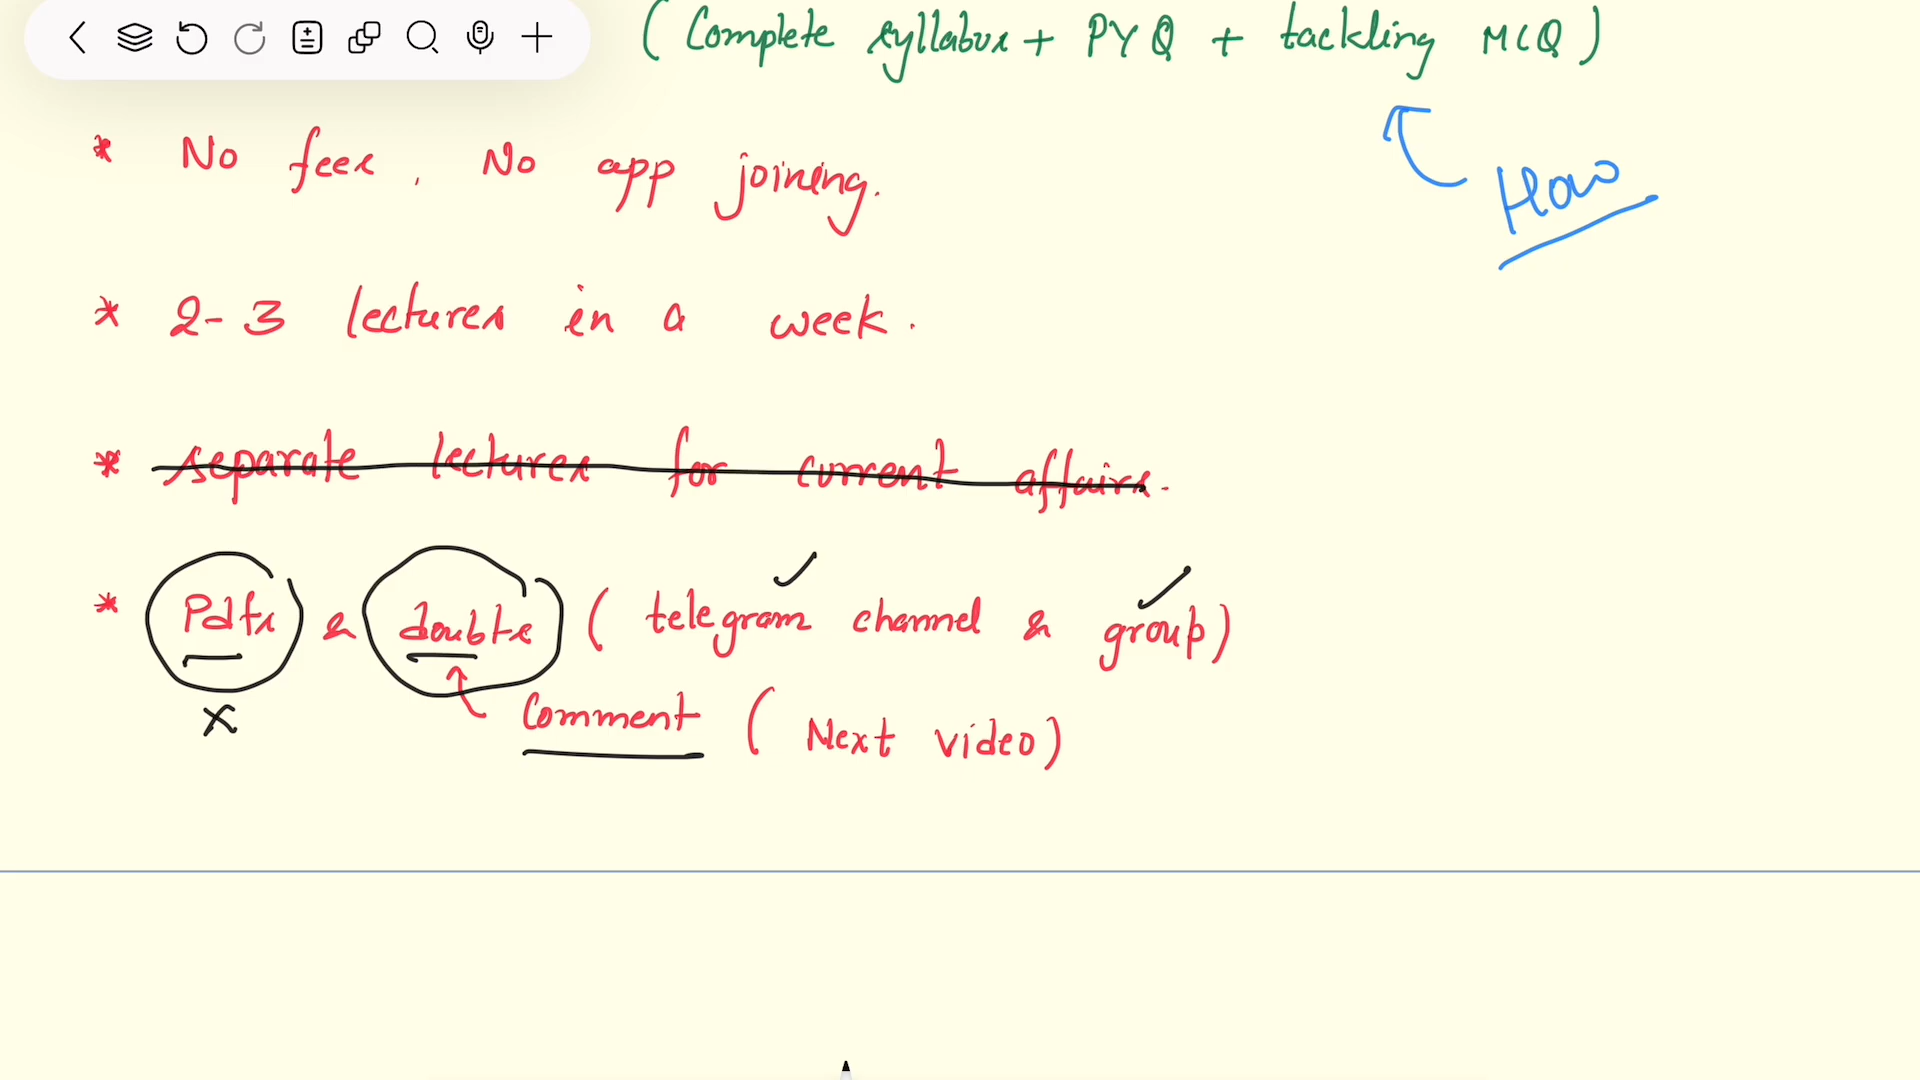 (Complete syllabus + PYQ + tackling MCQ)
How
* No fees, No app joining.
* 2-3 lectures in a week.
* separate lectures for current affairs.
* Pdfs & doubts (telegram channel & group)
Comment (Next video)